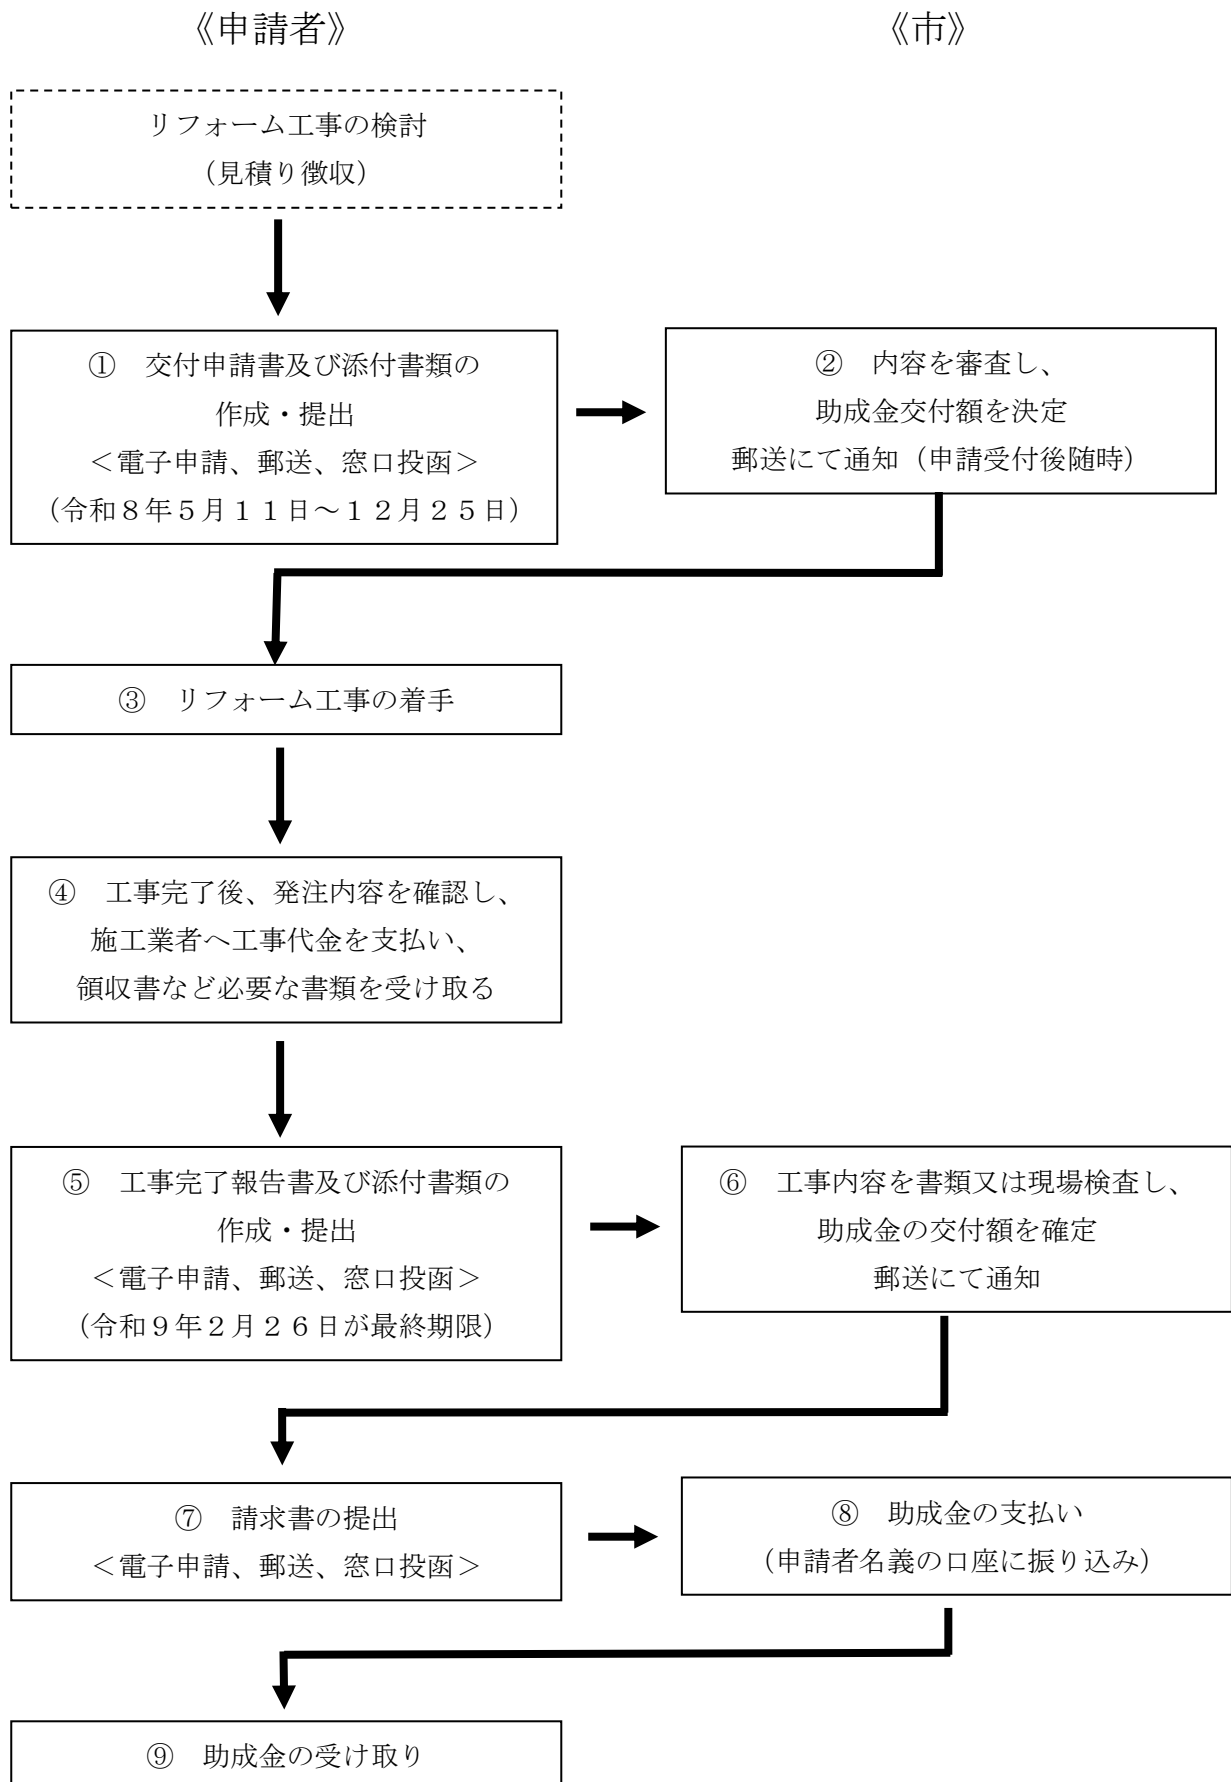 《申請者》
《市》
リフォーム工事の検討
(見積り徴収)
① 交付申請書及び添付書類の
作成・提出
＜電子申請、郵送、窓口投函＞
(令和８年５月１１日～１２月２５日)
② 内容を審査し、
助成金交付額を決定
郵送にて通知（申請受付後随時）
③ リフォーム工事の着手
④ 工事完了後、発注内容を確認し、
施工業者へ工事代金を支払い、
領収書など必要な書類を受け取る
⑤ 工事完了報告書及び添付書類の
作成・提出
＜電子申請、郵送、窓口投函＞
(令和９年２月２６日が最終期限)
⑥ 工事内容を書類又は現場検査し、
助成金の交付額を確定
郵送にて通知
⑦ 請求書の提出
＜電子申請、郵送、窓口投函＞
⑧ 助成金の支払い
(申請者名義の口座に振り込み)
⑨ 助成金の受け取り